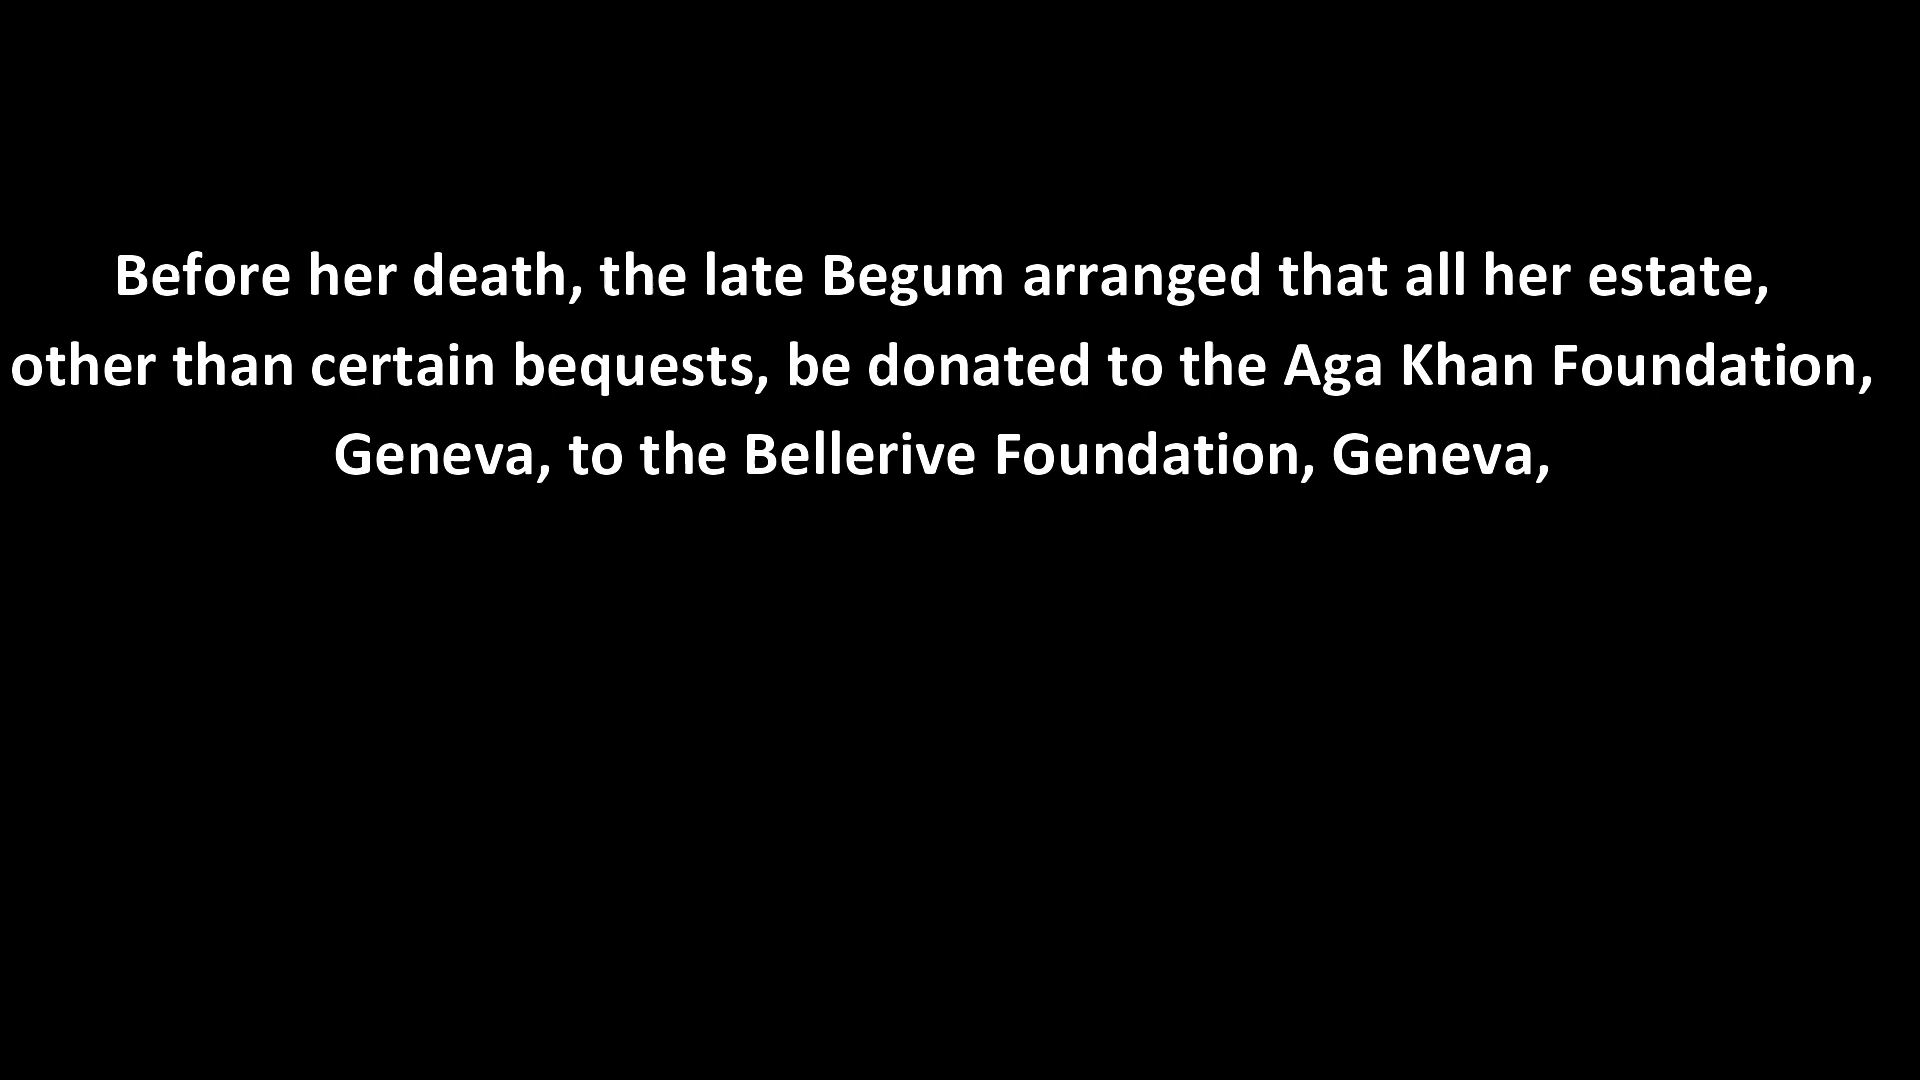 Before her death, the late Begum arranged that all her estate,
other than certain bequests, be donated to the Aga Khan Foundation,
Geneva, to the Bellerive Foundation, Geneva,